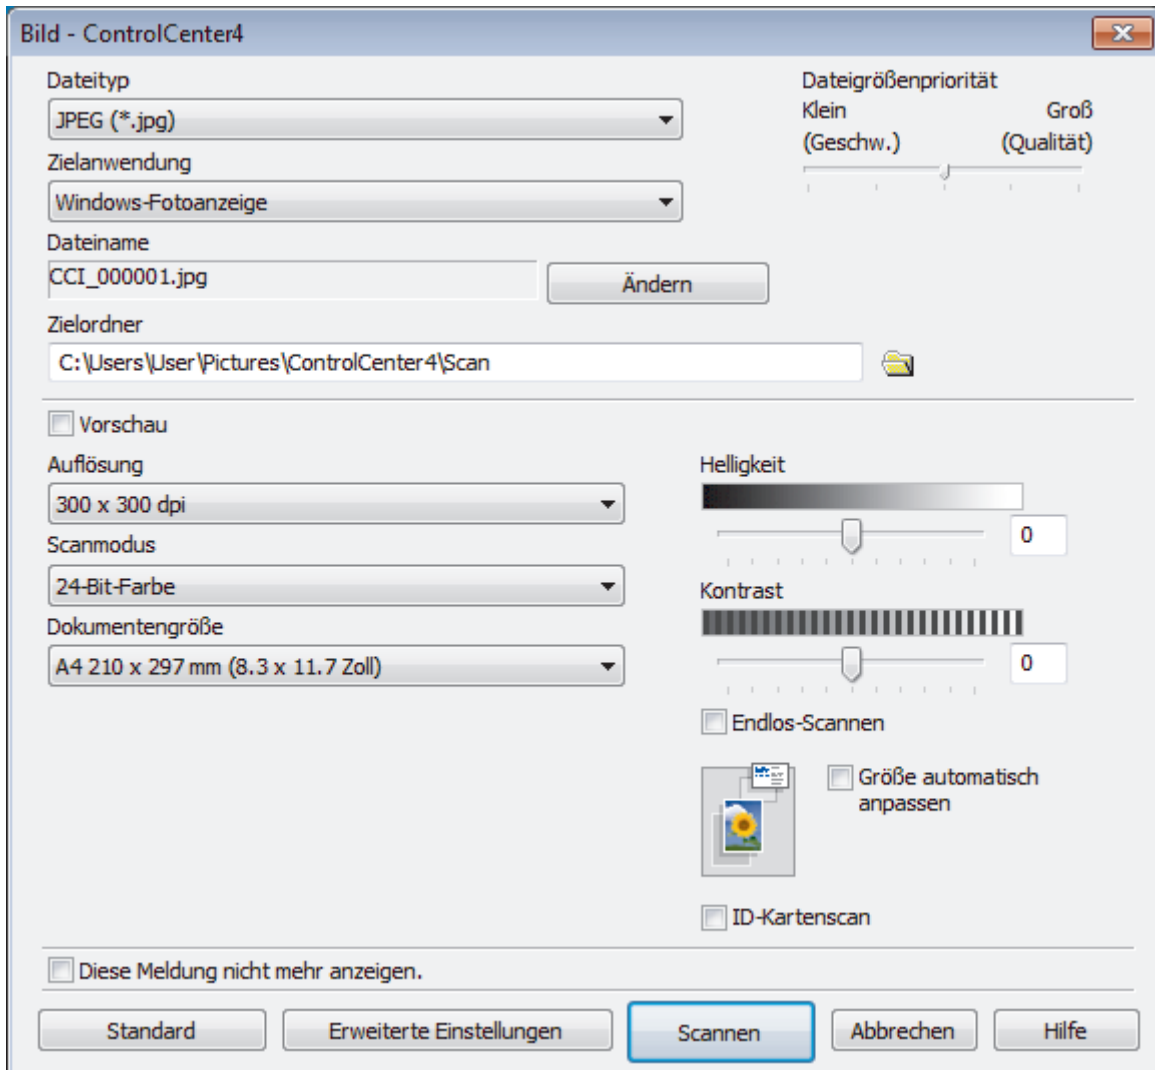 Bild - ControlCenter4
Dateityp
JPEG (*.jpg)
Zielanwendung
Windows-Fotoanzeige
Dateiname
CCI_000001.jpg
Ändern
Zielordner
C:\Users\User\Pictures\ControlCenter4\Scan
Dateigrößenpriorität
Klein Groß
(Geschw.) (Qualität)
Vorschau
Auflösung
300 x 300 dpi
Scanmodus
24-Bit-Farbe
Dokumentengröße
A4 210 x 297 mm (8.3 x 11.7 Zoll)
Helligkeit
0
Kontrast
0
Endlos-Scannen
Größe automatisch
anpassen
ID-Kartenscan
Diese Meldung nicht mehr anzeigen.
Standard Erweiterte Einstellungen Scannen Abbrechen Hilfe